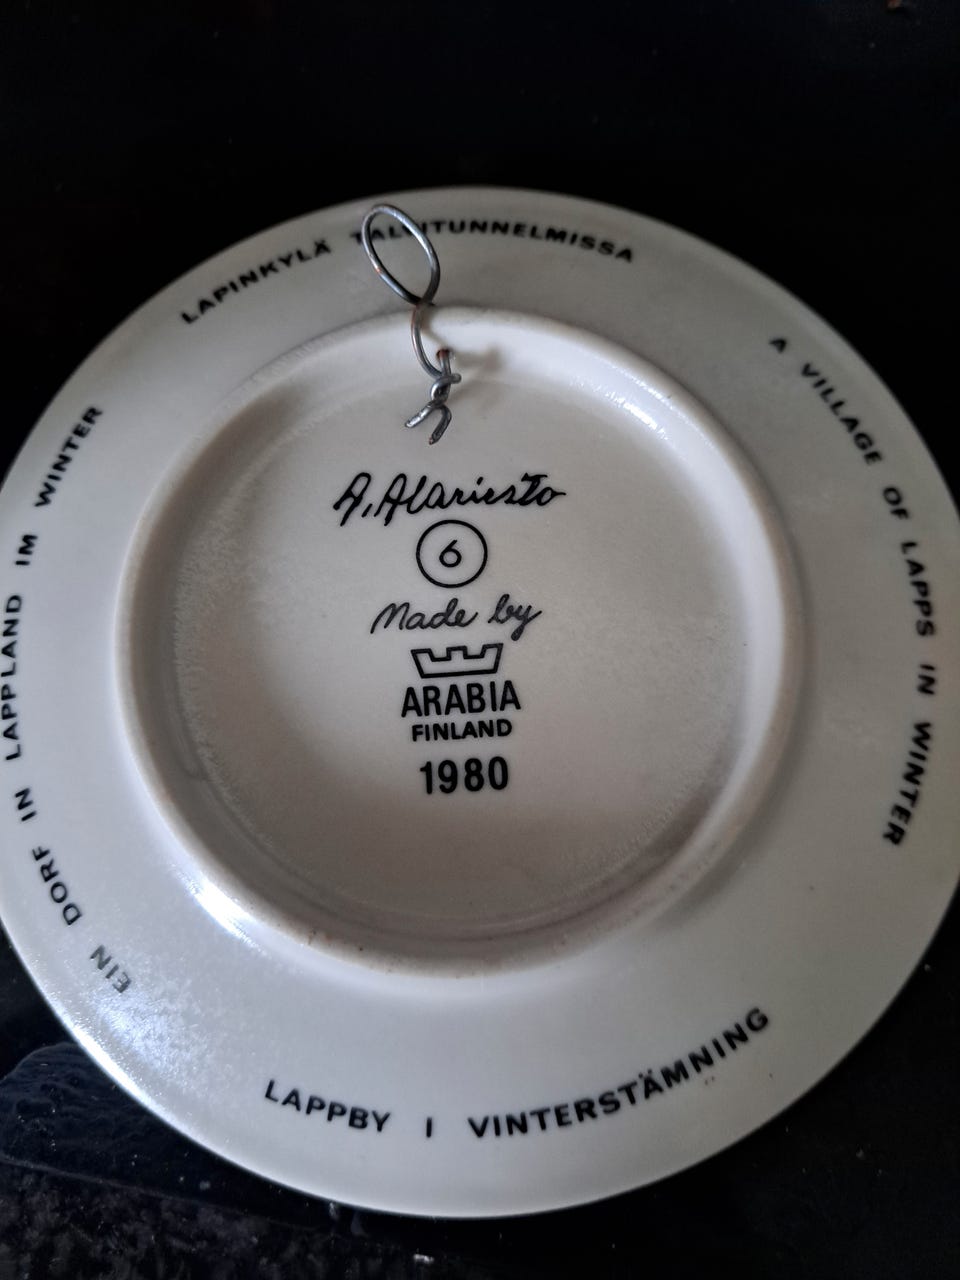 LAPINKYLÄ TALVITUNNELMISSA
A VILLAGE OF LAPPS IN WINTER
LAPPBY I VINTERSTÄMNING
EIN DORF IN LAPPLAND IM WINTER
A. Alariesto
6
Made by
ARABIA
FINLAND
1980